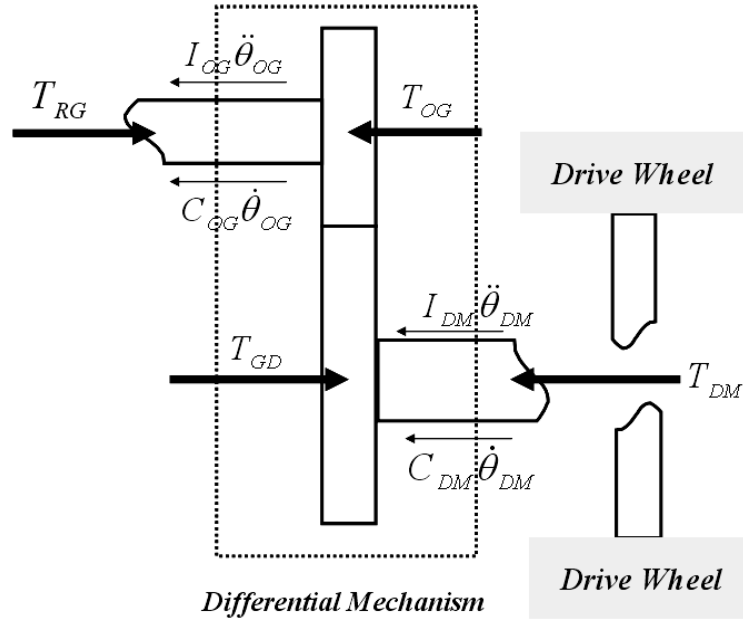 I_OG θ̈_OG
T_RG
T_OG
Drive Wheel
C_OG θ̇_OG
I_DM θ̈_DM
T_GD
T_DM
C_DM θ̇_DM
Drive Wheel
Differential Mechanism